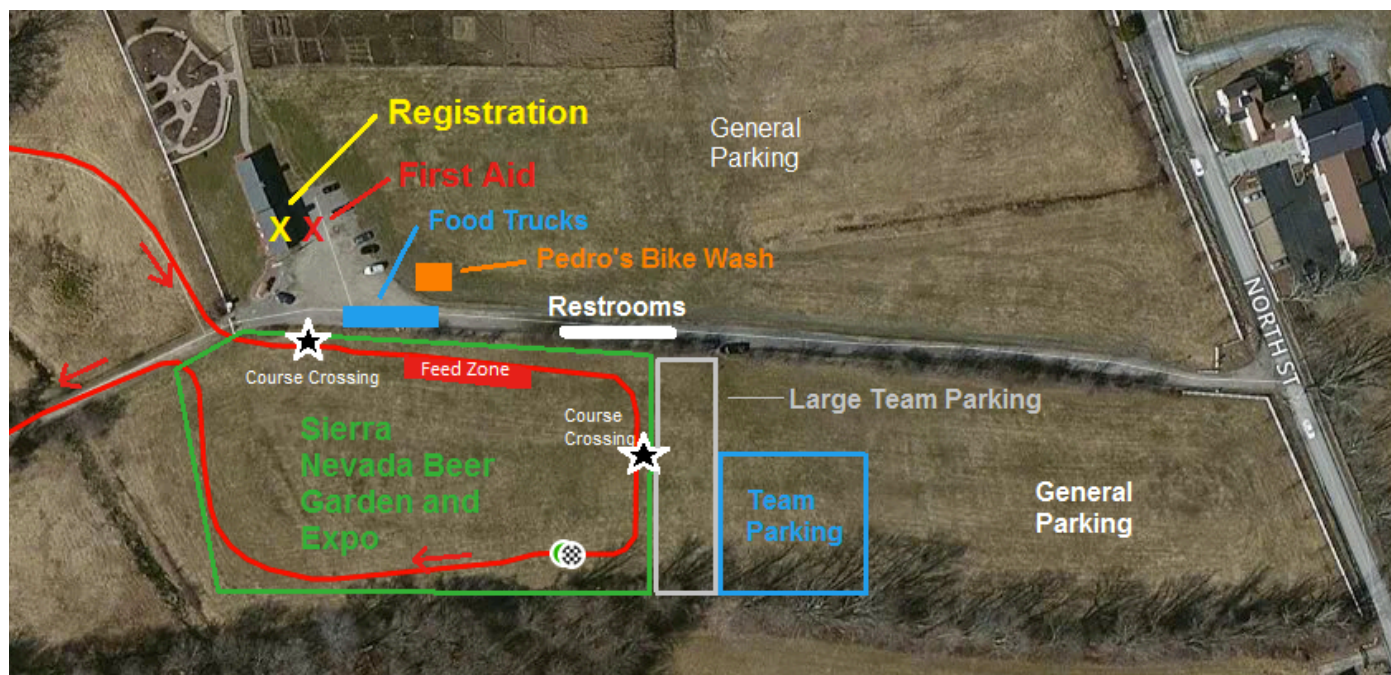 Registration
General
Parking
First Aid
Food Trucks
Pedro's Bike Wash
Restrooms
NORTH ST
Feed Zone
Course Crossing
Large Team Parking
Course
Crossing
Sierra
Nevada Beer
Garden and
Expo
Team
Parking
General
Parking
X X